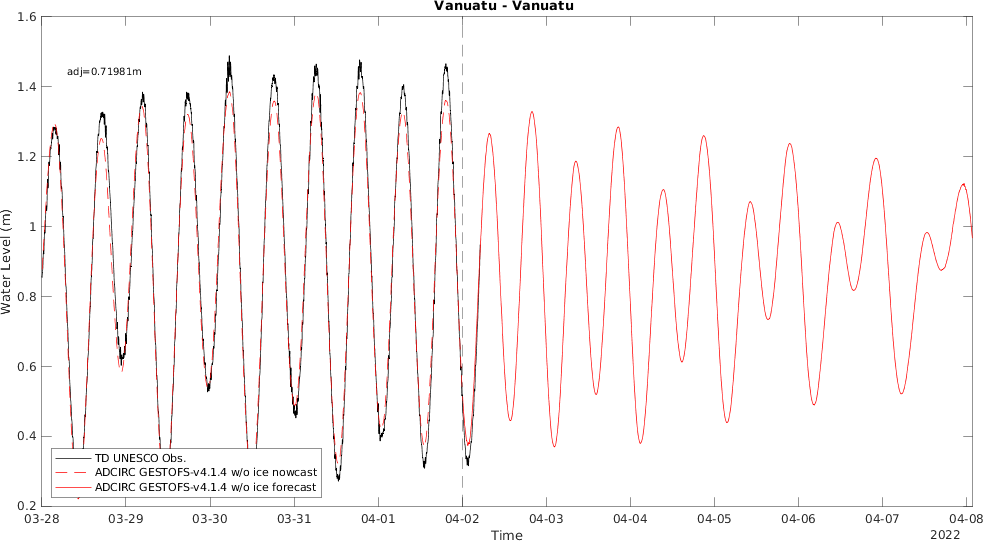 Vanuatu - Vanuatu
adj=0.71981m
Water Level (m)
1.6
1.4
1.2
1
0.8
0.6
0.4
0.2
TD UNESCO Obs.
ADCIRC GESTOFS-v4.1.4 w/o ice nowcast
ADCIRC GESTOFS-v4.1.4 w/o ice forecast
03-28 03-29 03-30 03-31 04-01 04-02 04-03 04-04 04-05 04-06 04-07 04-08
Time
2022